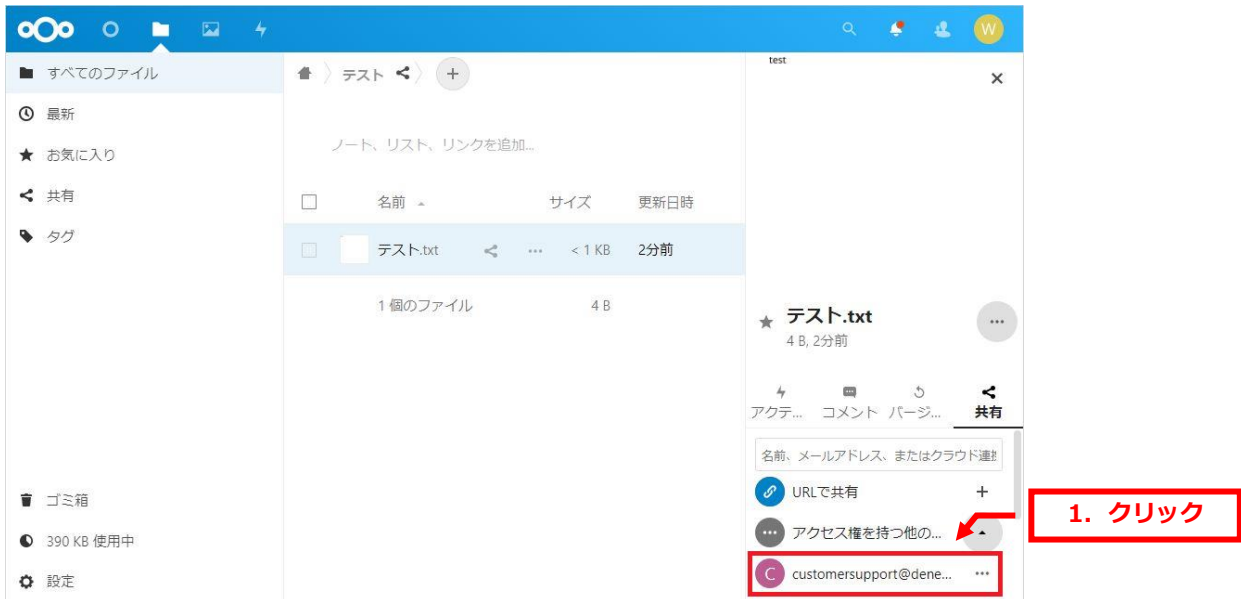 W
すべてのファイル
最新
お気に入り
共有
タグ
ゴミ箱
390 KB 使用中
設定
テスト
+
ノート、リスト、リンクを追加...
名前 サイズ 更新日時
テスト.txt ... < 1 KB 2分前
1 個のファイル 4 B
test
×
テスト.txt ...
4 B, 2分前
アクテ... コメント バージ... 共有
名前、メールアドレス、またはクラウド連携
URLで共有 +
アクセス権を持つ他の...
C customersupport@dene... ...
1. クリック